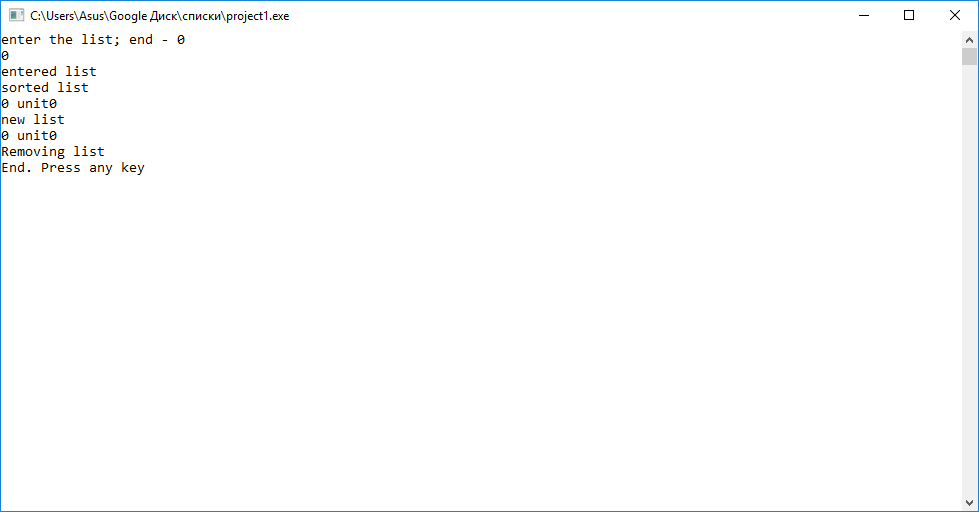 C:\Users\Asus\Google Диск\списки\project1.exe
enter the list; end - 0
0
entered list
sorted list
0 unit0
new list
0 unit0
Removing list
End. Press any key